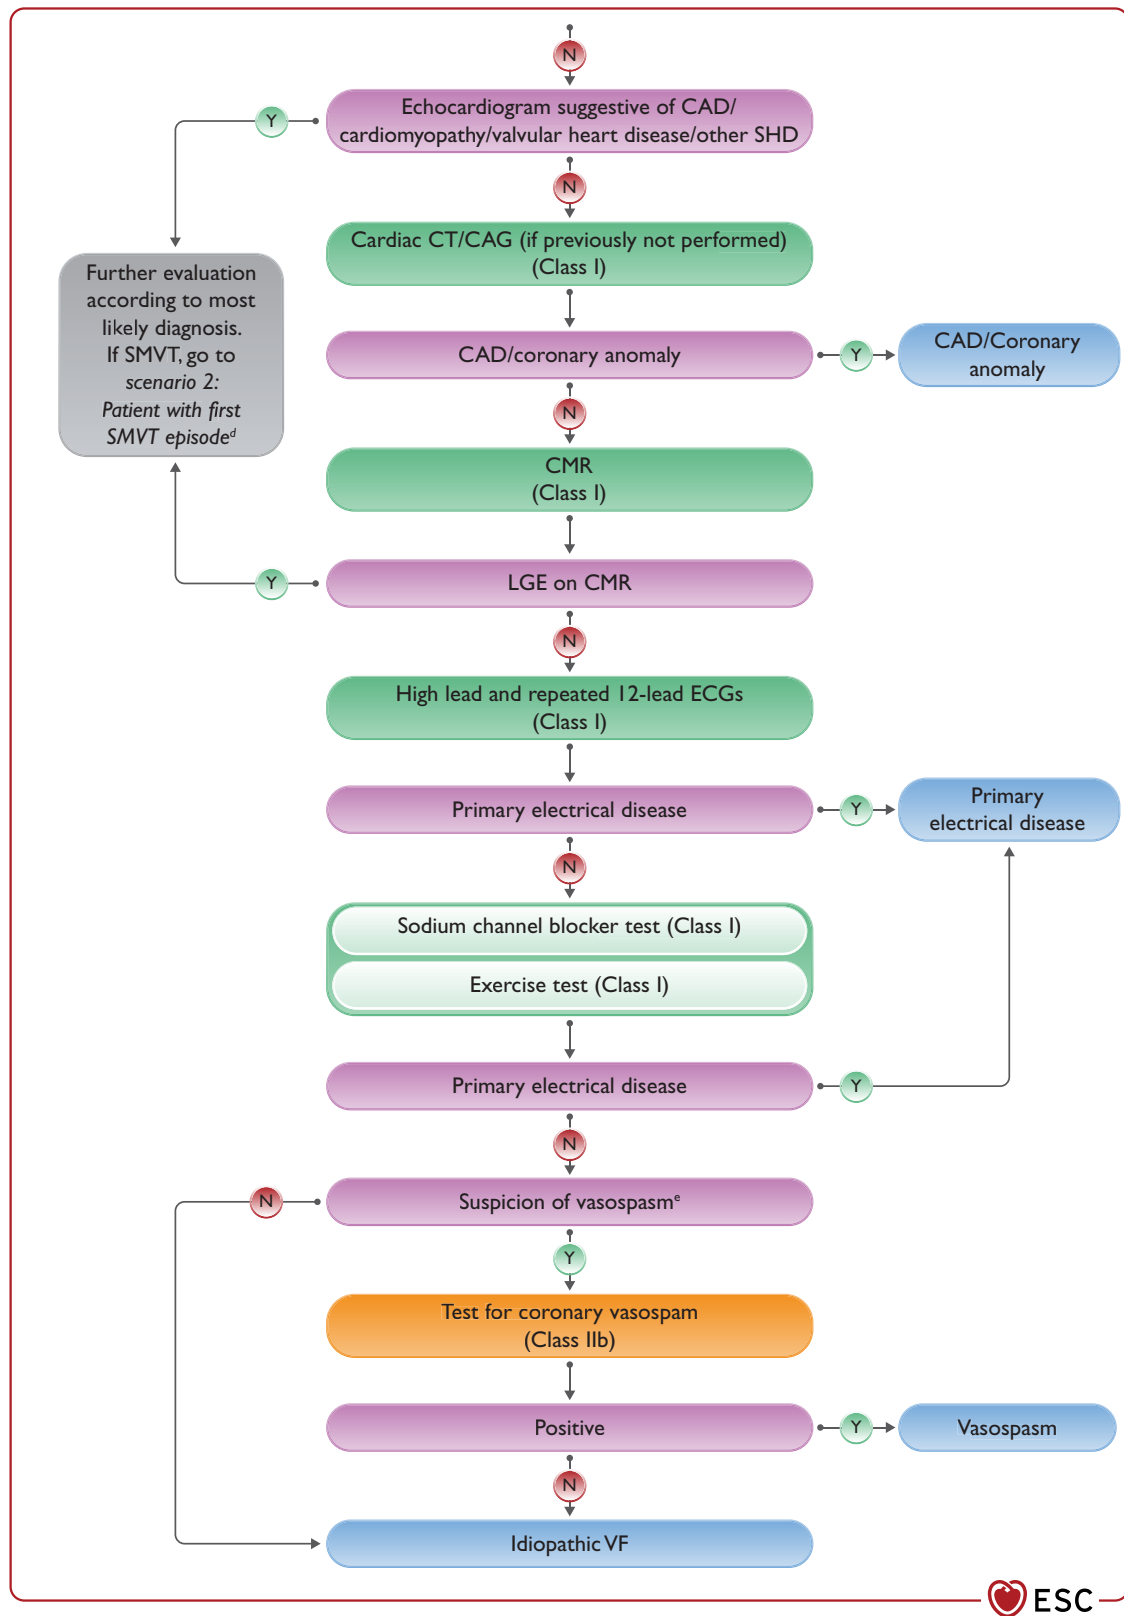 N
Echocardiogram suggestive of CAD/
cardiomyopathy/valvular heart disease/other SHD
Y
N
Cardiac CT/CAG (if previously not performed)
(Class I)
Further evaluation
according to most
likely diagnosis.
If SMVT, go to
scenario 2:
Patient with first
SMVT episodeᵈ
CAD/coronary anomaly
Y
CAD/Coronary
anomaly
N
CMR
(Class I)
Y
LGE on CMR
N
High lead and repeated 12-lead ECGs
(Class I)
Primary electrical disease
Y
Primary
electrical disease
N
Sodium channel blocker test (Class I)
Exercise test (Class I)
Primary electrical disease
Y
N
N
Suspicion of vasospasmᵉ
Y
Test for coronary vasospam
(Class IIb)
Positive
Y
Vasospasm
N
Idiopathic VF
ESC